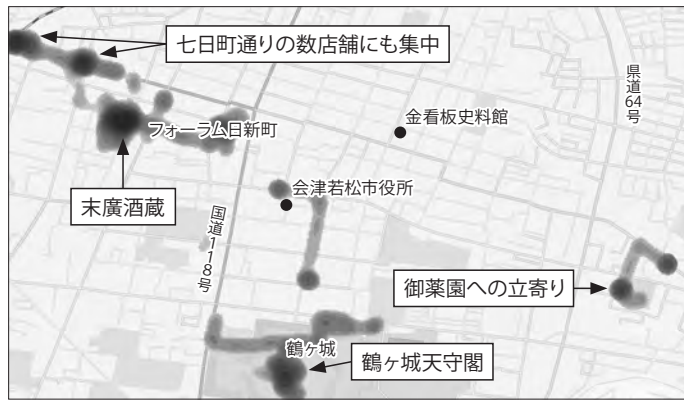 七日町通りの数店舗にも集中
県道64号
金看板史料館
フォーラム日新町
会津若松市役所
末廣酒蔵
国道118号
御薬園への立寄り
鶴ヶ城
鶴ヶ城天守閣